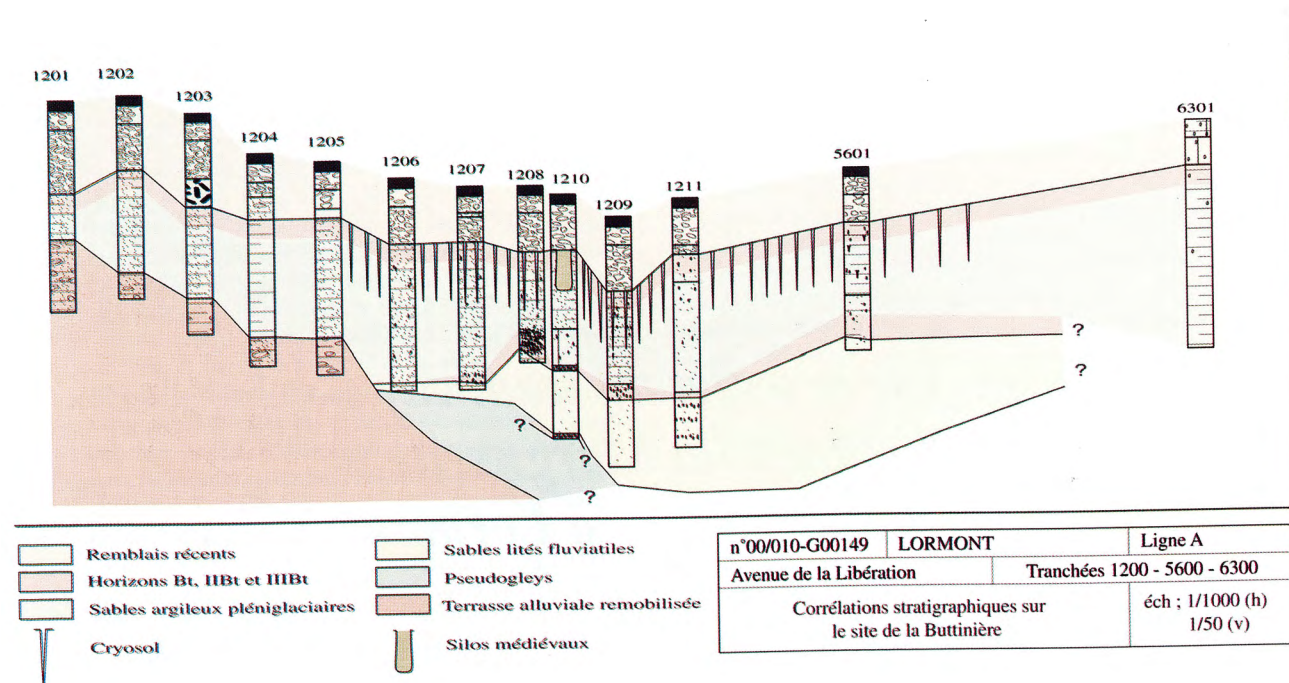 1201
1202
1203
1204
1205
1206
1207
1208
1210
1209
1211
5601
6301
?
?
?
?
?
Remblais récents
Horizons Bt, IIBt et IIIBt
Sables argileux pléniglaciaires
Cryosol
Sables lités fluviatiles
Pseudogleys
Terrasse alluviale remobilisée
Silos médiévaux
n°00/010-G00149 LORMONT Ligne A
Avenue de la Libération Tranchées 1200 - 5600 - 6300
Corrélations stratigraphiques sur
le site de la Buttinière
éch ; 1/1000 (h)
1/50 (v)